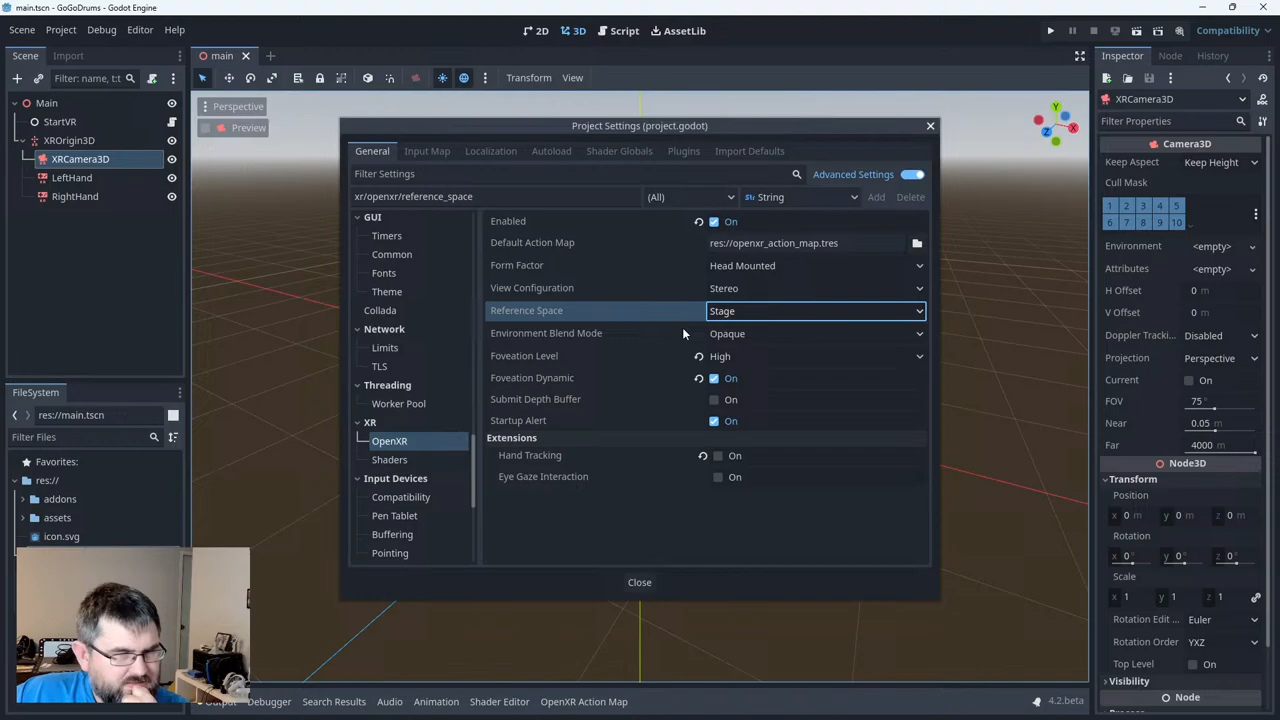 main.tscn - GoGoDrums - Godot Engine
Scene Project Debug Editor Help
2D 3D Script AssetLib
Compatibility
Scene Import
main
Inspector Node History
Filter: name, t:t
Transform View
XRCamera3D
Filter Properties
Main
StartVR
XROrigin3D
XRCamera3D
LeftHand
RightHand
Perspective
Preview
Y
X
Z
Project Settings (project.godot)
General Input Map Localization Autoload Shader Globals Plugins Import Defaults
Filter Settings
Advanced Settings
xr/openxr/reference_space
(All)
String
Add Delete
GUI
Timers
Common
Fonts
Theme
Collada
Network
Limits
TLS
Threading
Worker Pool
XR
OpenXR
Shaders
Input Devices
Compatibility
Pen Tablet
Buffering
Pointing
Enabled On
Default Action Map res://openxr_action_map.tres
Form Factor Head Mounted
View Configuration Stereo
Reference Space Stage
Environment Blend Mode Opaque
Foveation Level High
Foveation Dynamic On
Submit Depth Buffer On
Startup Alert On
Extensions
Hand Tracking On
Eye Gaze Interaction On
Close
Camera3D
Keep Aspect Keep Height
Cull Mask
1 2 3 4 5
6 7 8 9 10
Environment <empty>
Attributes <empty>
H Offset 0 m
V Offset 0 m
Doppler Tracki... Disabled
Projection Perspective
Current On
FOV 75 °
Near 0.05 m
Far 4000 m
Node3D
Transform
Position
x 0 m y 0 m z 0 m
Rotation
x 0 ° y 0 ° z 0 °
Scale
x 1 y 1 z 1
Rotation Edit ... Euler
Rotation Order YXZ
Top Level On
Visibility
Node
FileSystem
res://main.tscn
Filter Files
Favorites:
res://
addons
assets
icon.svg
Debugger Search Results Audio Animation Shader Editor OpenXR Action Map
4.2.beta